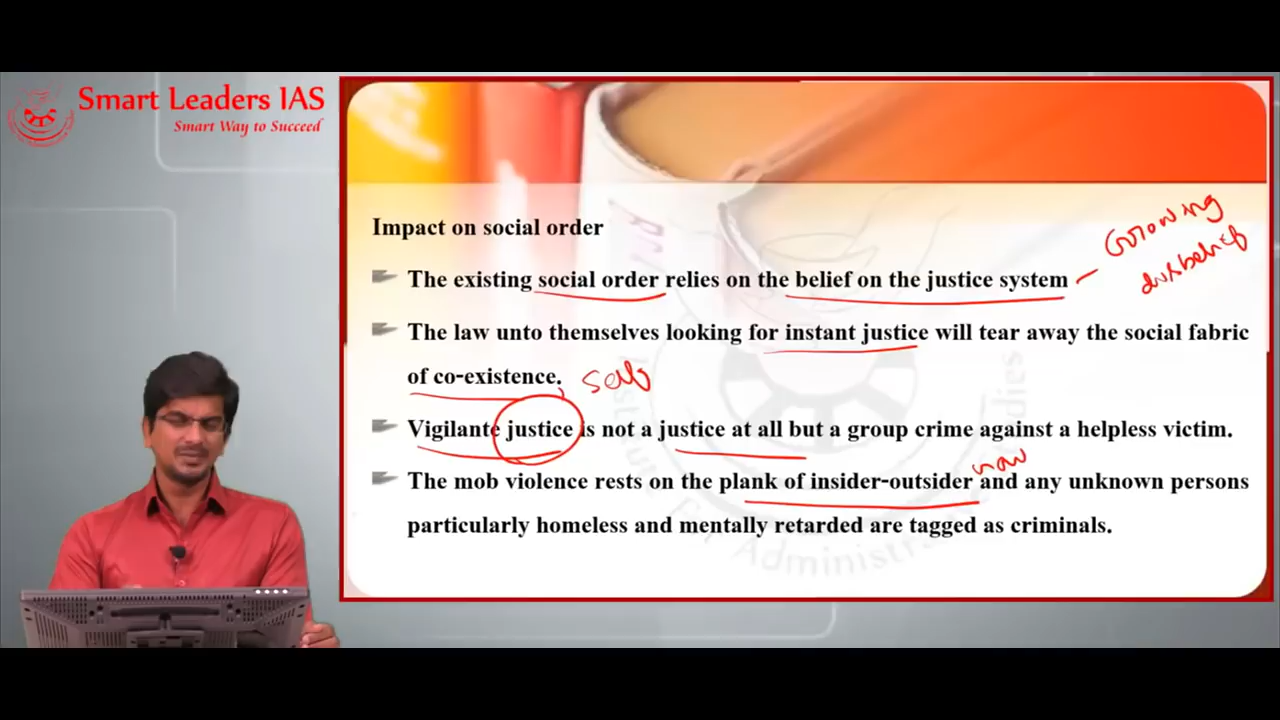 Smart Leaders IAS
Smart Way to Succeed
Impact on social order
The existing social order relies on the belief on the justice system – Growing
disbelief
The law unto themselves looking for instant justice will tear away the social fabric
of co-existence.
Vigilante justice is not a justice at all but a group crime against a helpless victim.
The mob violence rests on the plank of insider-outsider and any unknown persons
particularly homeless and mentally retarded are tagged as criminals.